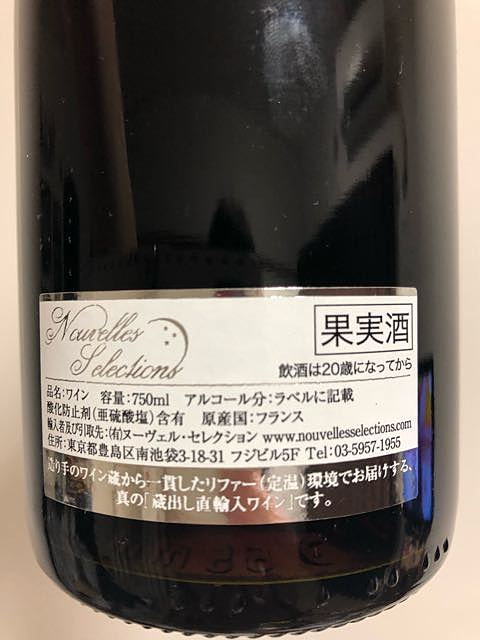 Nouvelles
Selections
果実酒
飲酒は20歳になってから
品名:ワイン 容量:750ml アルコール分:ラベルに記載
酸化防止剤(亜硫酸塩)含有 原産国:フランス
輸入者及び引取先:(有)ヌーヴェル・セレクション www.nouvellesselections.com
住所:東京都豊島区南池袋3-18-31 フジビル5F Tel:03-5957-1955
造り手のワイン蔵から一貫したリファー(定温)環境でお届けする、
真の「蔵出し直輸入ワイン」です。